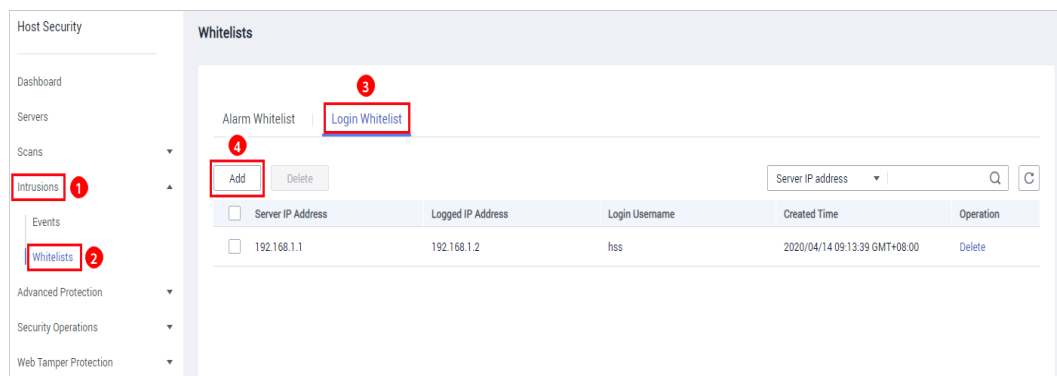 Host Security
Whitelists
Dashboard
Servers
Scans
Intrusions 1
Events
Whitelists 2
Advanced Protection
Security Operations
Web Tamper Protection
3
Alarm Whitelist Login Whitelist
4
Add Delete Server IP address
Server IP Address Logged IP Address Login Username Created Time Operation
192.168.1.1 192.168.1.2 hss 2020/04/14 09:13:39 GMT+08:00 Delete